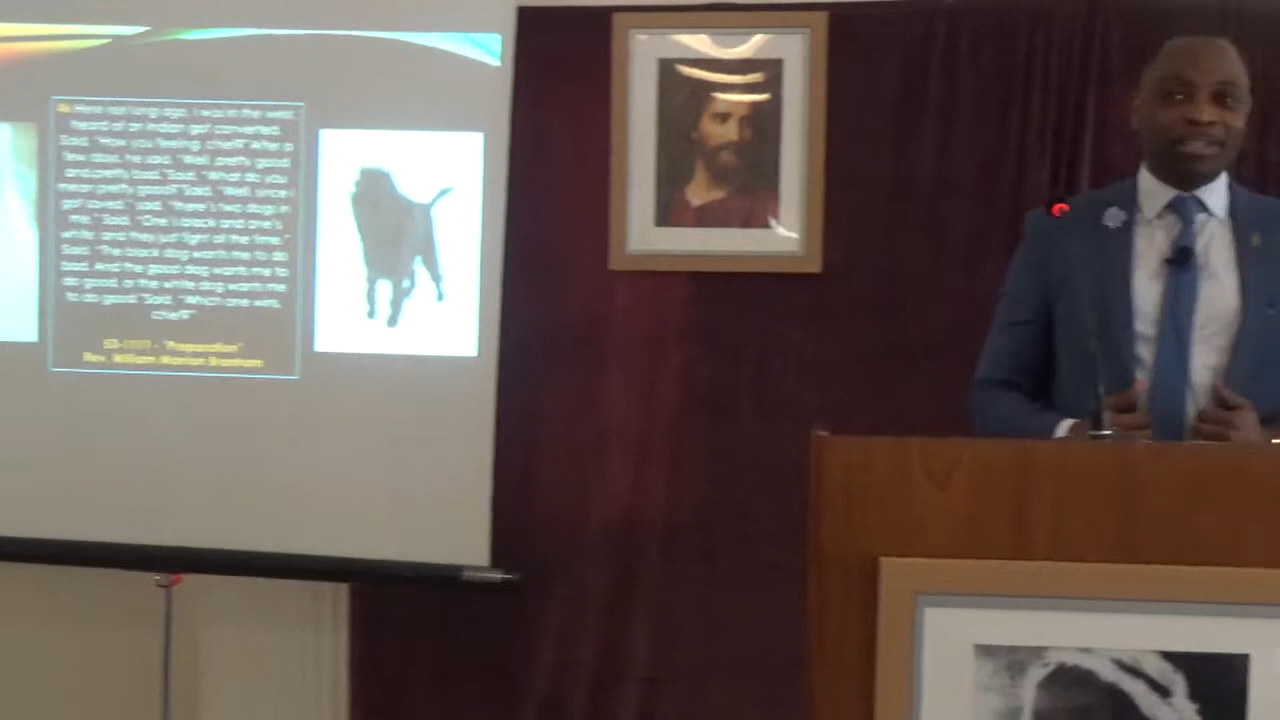 Here not long ago, I was in the west,
heard of an Indian got converted.
Said, "How you feeling, chief?" After a
few days, he said, "Well, pretty good
and pretty bad." Said, "What do you
mean pretty good?" Said, "Well, since I
got saved," said, "there's two dogs in
me." Said, "One's black and one's
white and they just fight all the time."
Said, "The black dog wants me to do
bad. And the good dog wants me to
do good, or the white dog want me
to do good." Said, "Which one wins,
chief?"
"Preparation"
Rev. William Marrion Branham